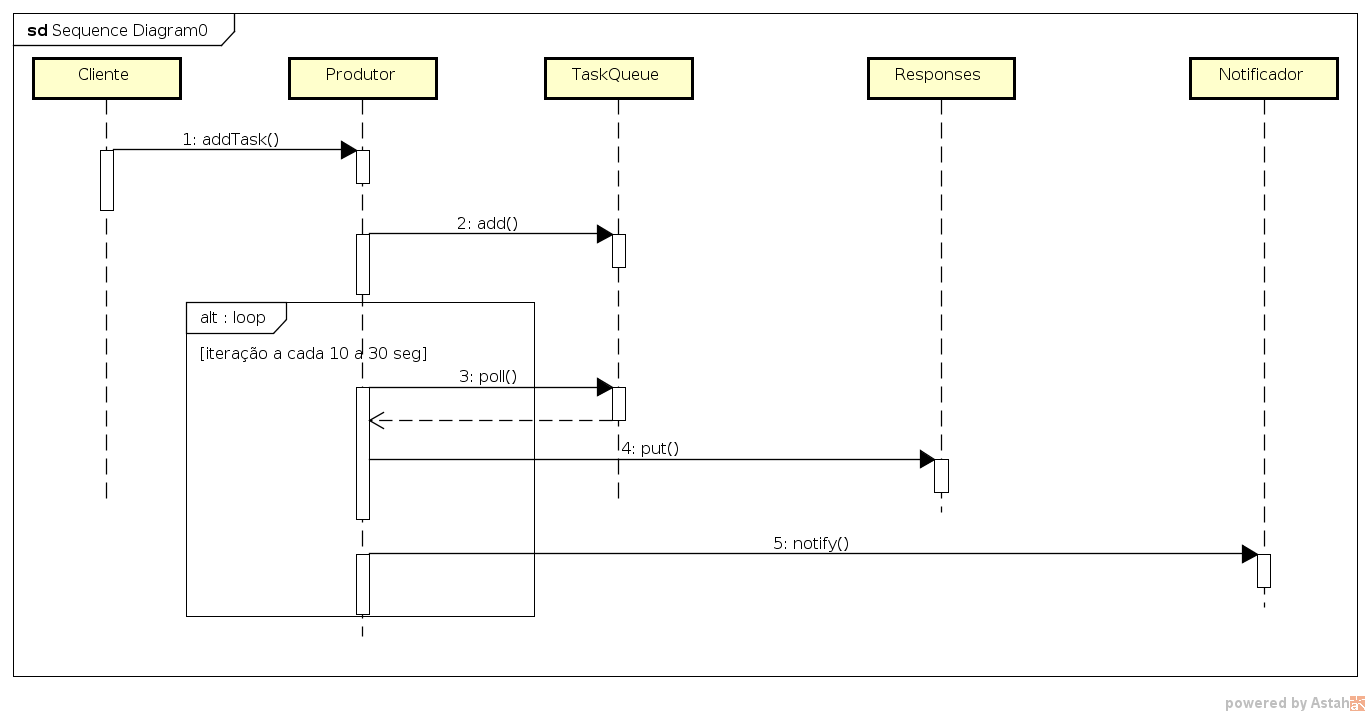 sd Sequence Diagram0
Cliente
Produtor
TaskQueue
Responses
Notificador
1: addTask()
2: add()
alt : loop
[iteração a cada 10 a 30 seg]
3: poll()
4: put()
5: notify()
powered by Astah